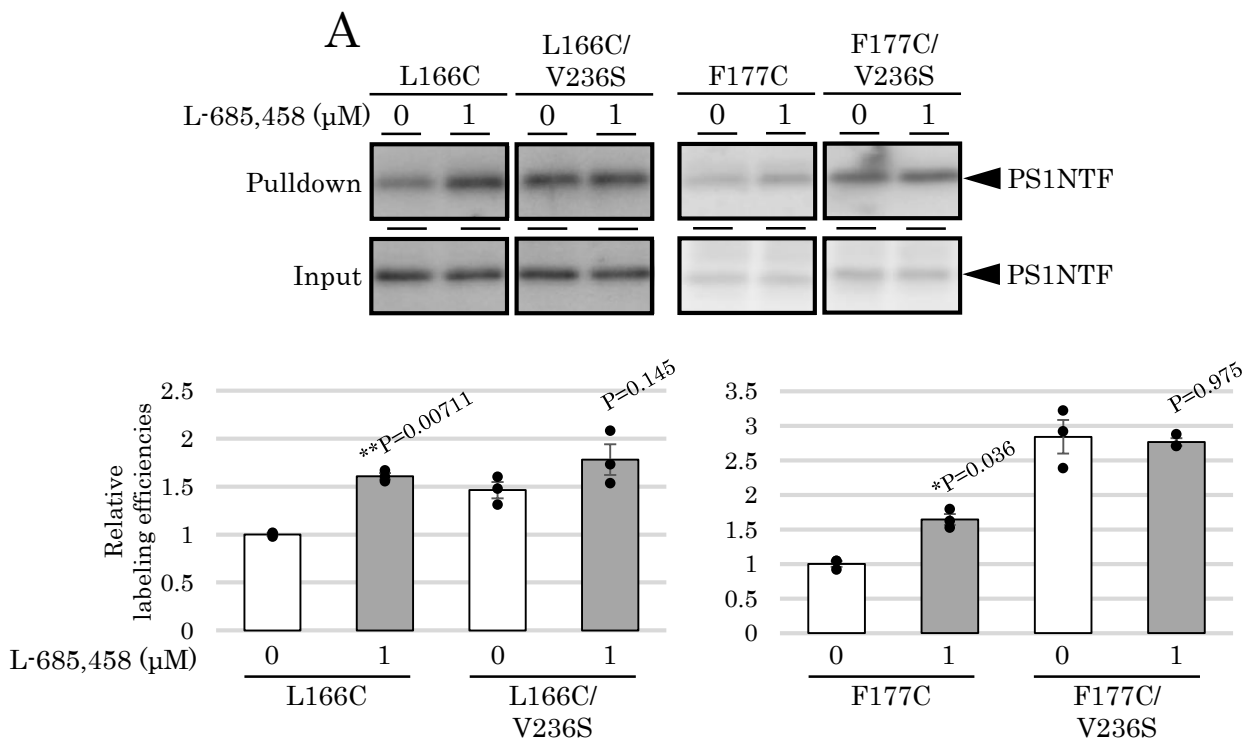 A
L166C L166C/ F177C F177C/
V236S V236S
L-685,458 (µM) 0 1 0 1 0 1 0 1
Pulldown PS1NTF
Input PS1NTF
Relative
labeling efficiencies
2.5
2
1.5
1
0.5
0
**P=0.00711
P=0.145
L-685,458 (µM) 0 1 0 1
L166C L166C/
V236S
3.5
3
2.5
2
1.5
1
0.5
0
*P=0.036
P=0.975
0 1 0 1
F177C F177C/
V236S